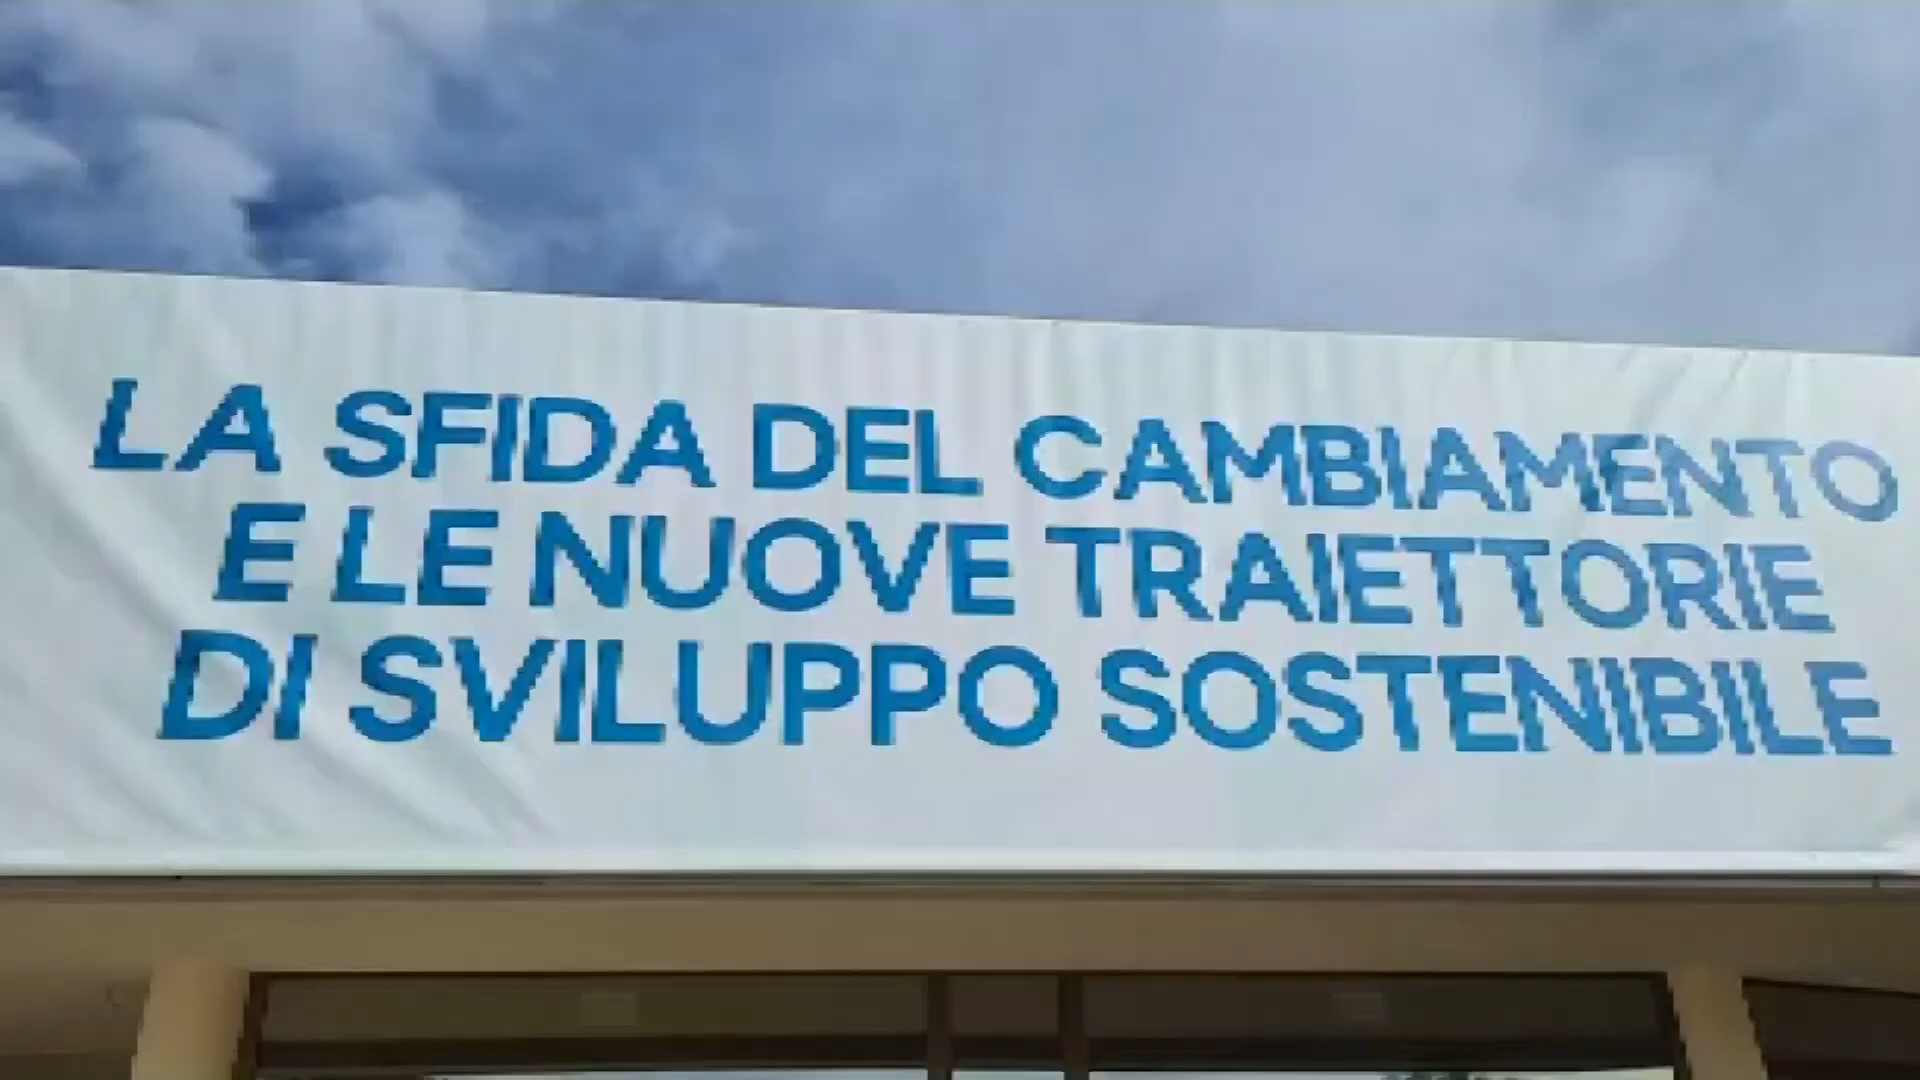 LA SFIDA DEL CAMBIAMENTO
E LE NUOVE TRAIETTORIE
DI SVILUPPO SOSTENIBILE